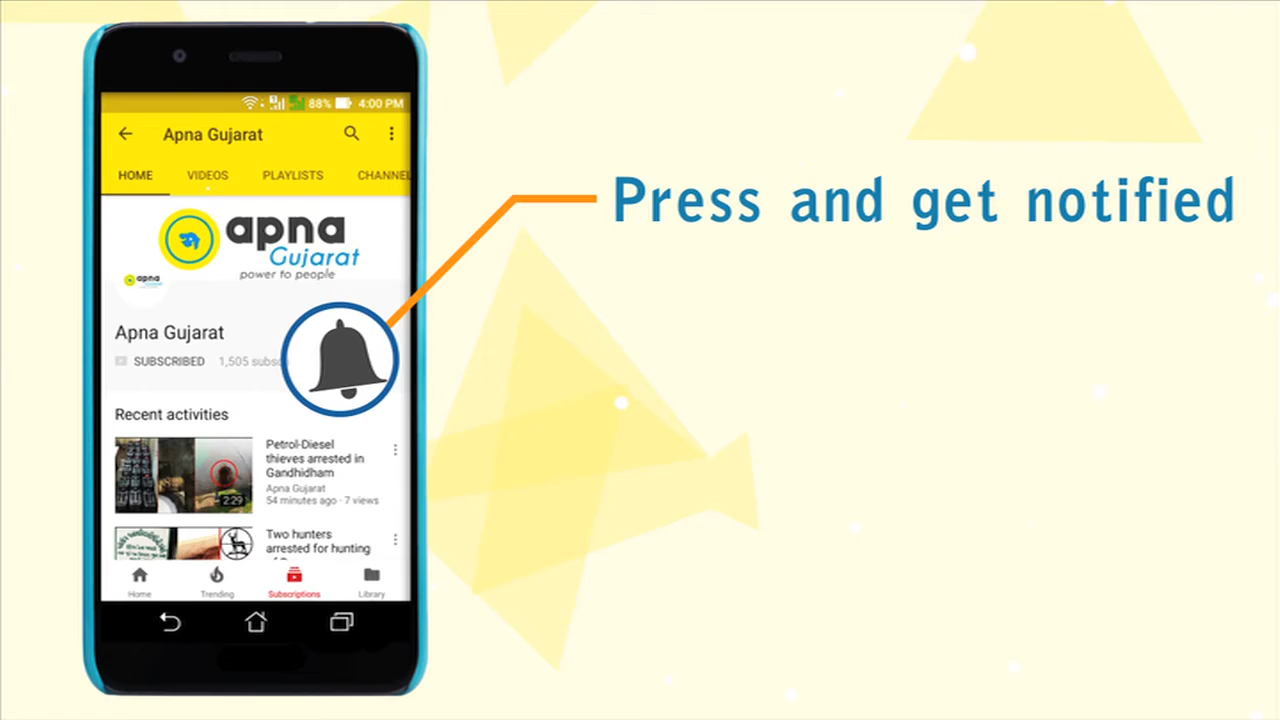 88% 4:00 PM
Apna Gujarat
HOME VIDEOS PLAYLISTS CHANNEL
apna
Gujarat
power to people
apna
Apna Gujarat
SUBSCRIBED 1,505
Press and get notified
Recent activities
Petrol-Diesel
thieves arrested in
Gandhidham
Apna Gujarat
54 minutes ago · 7 views
2:29
Two hunters
arrested for hunting
Home Trending Subscriptions Library